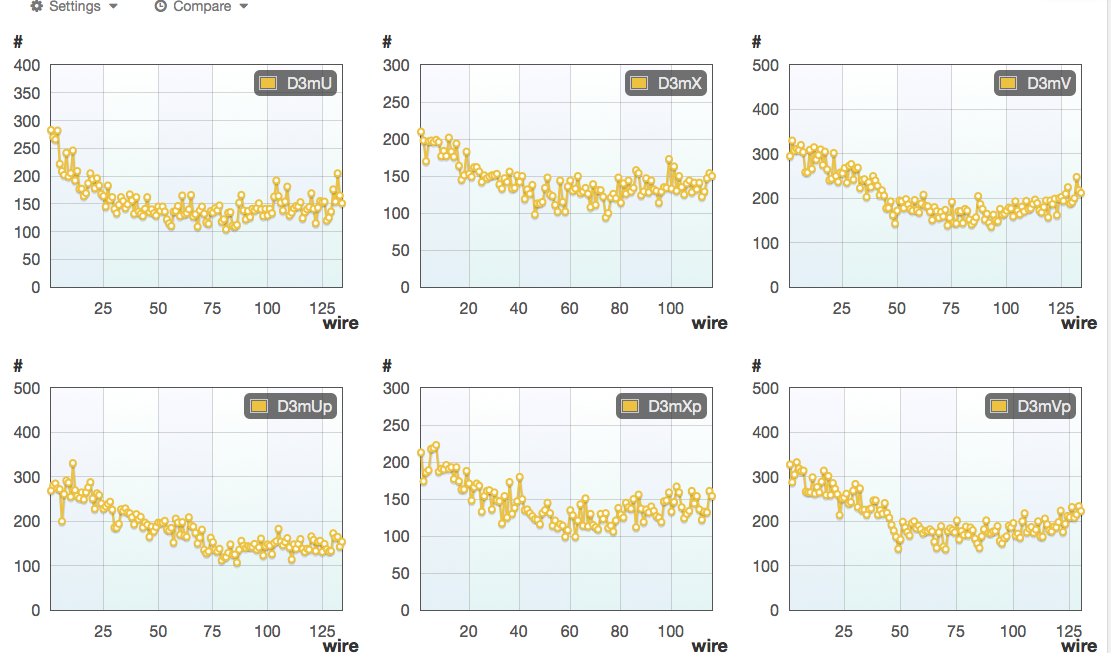 Settings Compare
# # #
400 300 500
D3mU D3mX D3mV
350
300 250 400
250 200 300
200 150
150 200
100 100
50 50 100
0 0 0
25 50 75 100 125 20 40 60 80 100 25 50 75 100 125
wire wire wire
# # #
500 300 500
D3mUp D3mXp D3mVp
400 250 400
300 200 300
150
200 200
100 100 100
50
0 0 0
25 50 75 100 125 20 40 60 80 100 25 50 75 100 125
wire wire wire